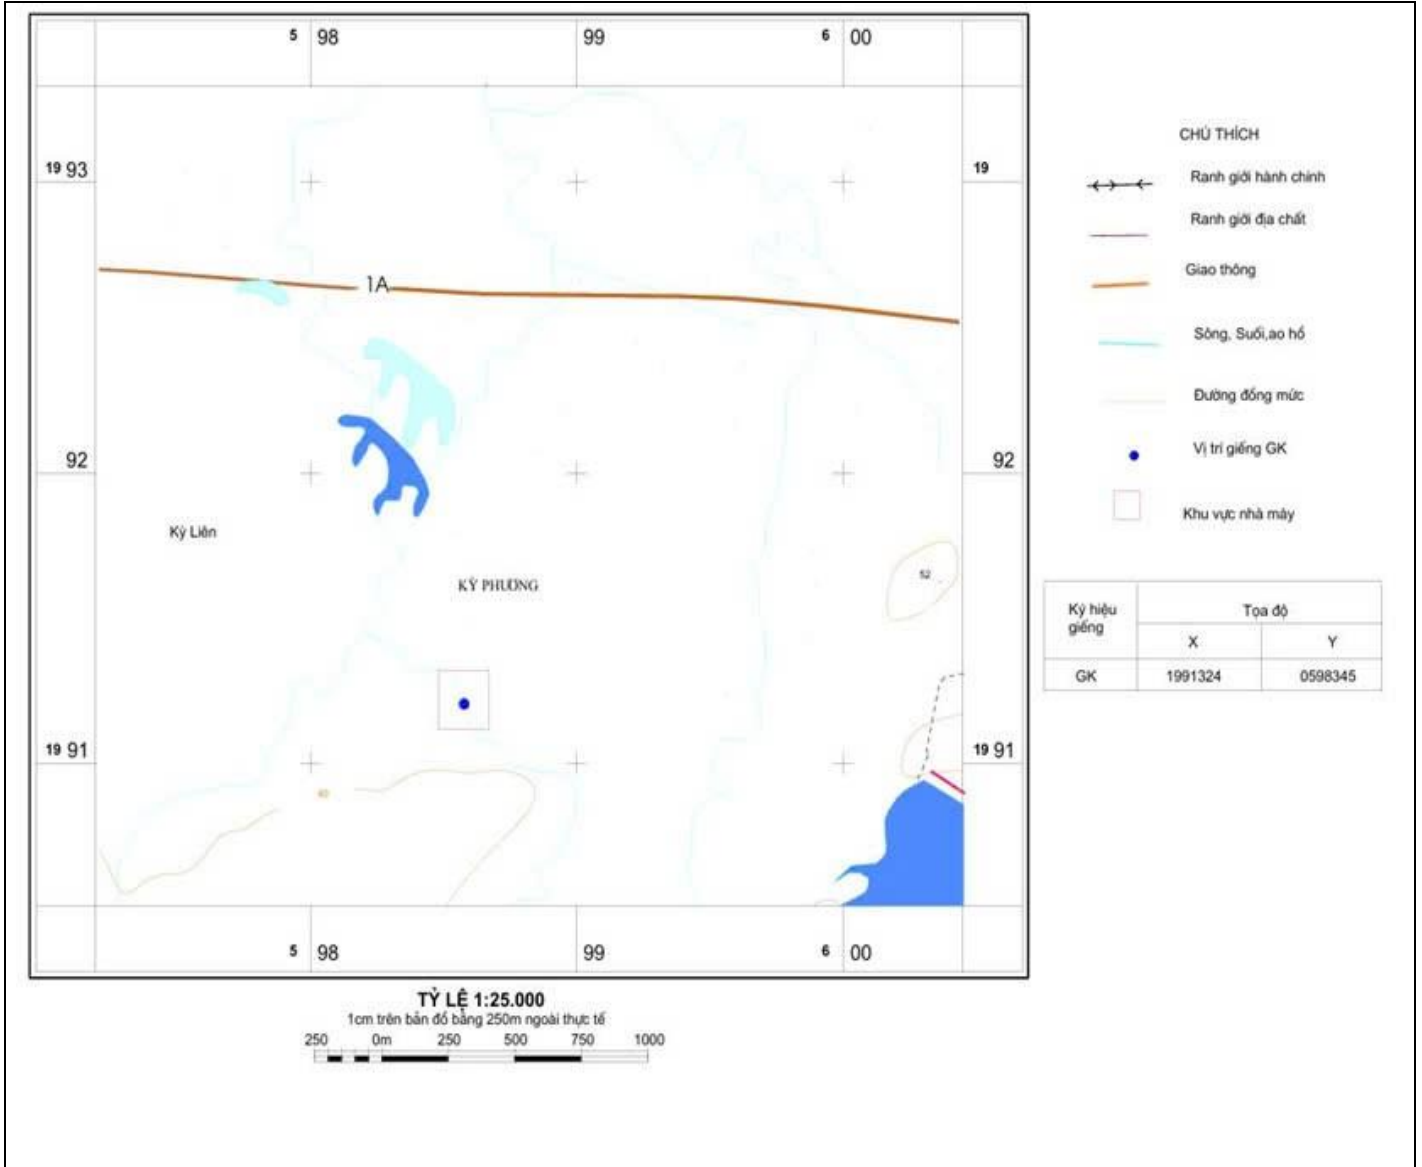 5 98 99 6 00
CHÚ THÍCH
19 93 19
Ranh giới hành chính
Ranh giới địa chất
Giao thông
1A
Sông, Suối,ao hồ
Đường đồng mức
Vị trí giếng GK
92 92
Khu vực nhà máy
Kỳ Liên
52
KỲ PHƯƠNG
Ký hiệu giếng Tọa độ
X Y
GK 1991324 0598345
19 91 19 91
5 98 99 6 00
TỶ LỆ 1:25.000
1cm trên bản đồ bằng 250m ngoài thực tế
250 0m 250 500 750 1000